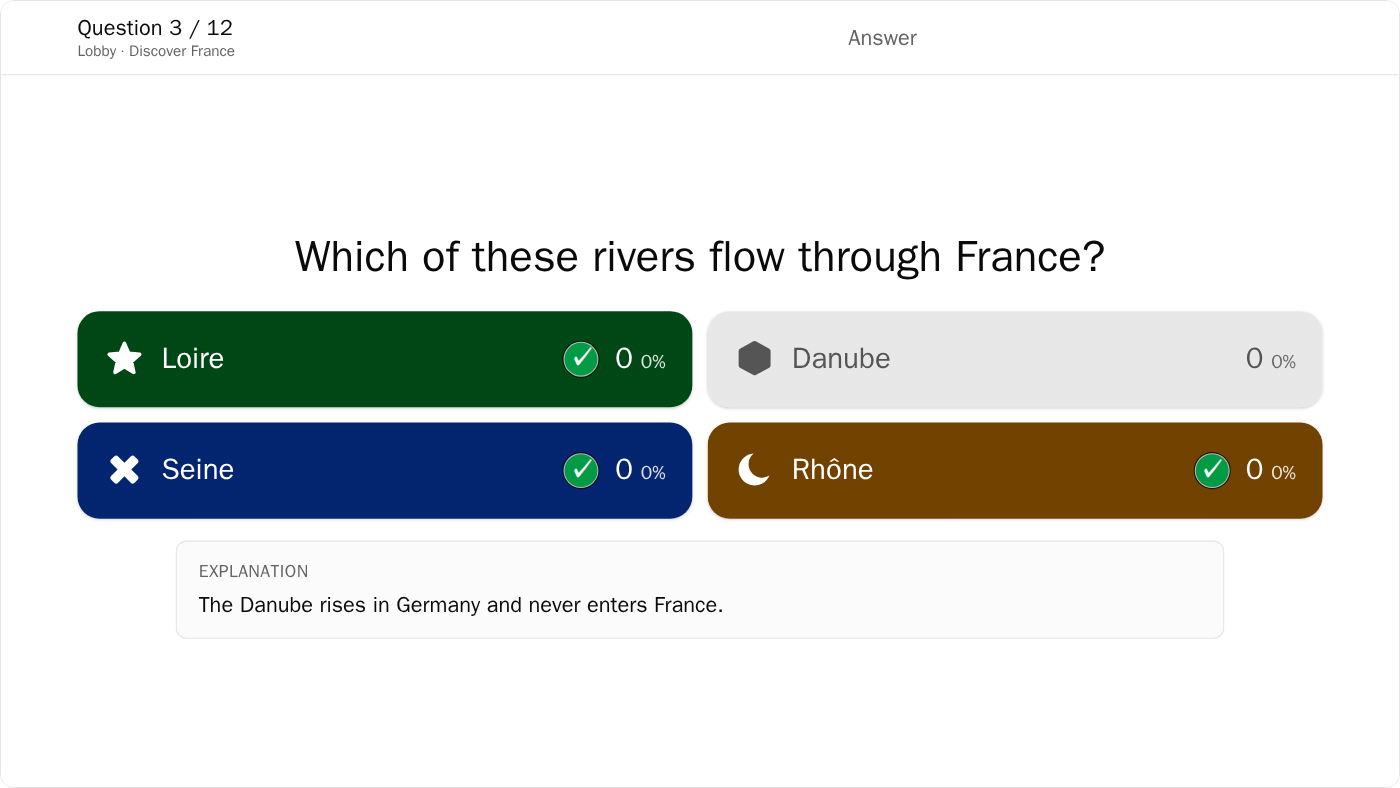 Question 3 / 12
Lobby · Discover France
Answer
Which of these rivers flow through France?
Loire 0 0%
Danube 0 0%
Seine 0 0%
Rhône 0 0%
EXPLANATION
The Danube rises in Germany and never enters France.